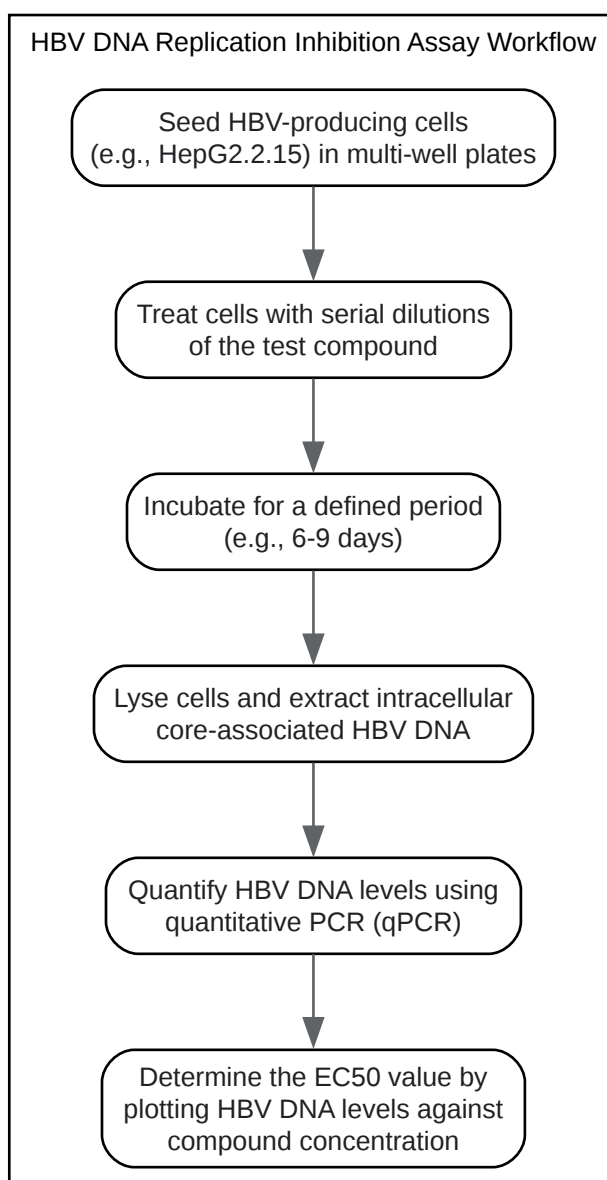 HBV DNA Replication Inhibition Assay Workflow
Seed HBV-producing cells
(e.g., HepG2.2.15) in multi-well plates
Treat cells with serial dilutions
of the test compound
Incubate for a defined period
(e.g., 6-9 days)
Lyse cells and extract intracellular
core-associated HBV DNA
Quantify HBV DNA levels using
quantitative PCR (qPCR)
Determine the EC50 value by
plotting HBV DNA levels against
compound concentration